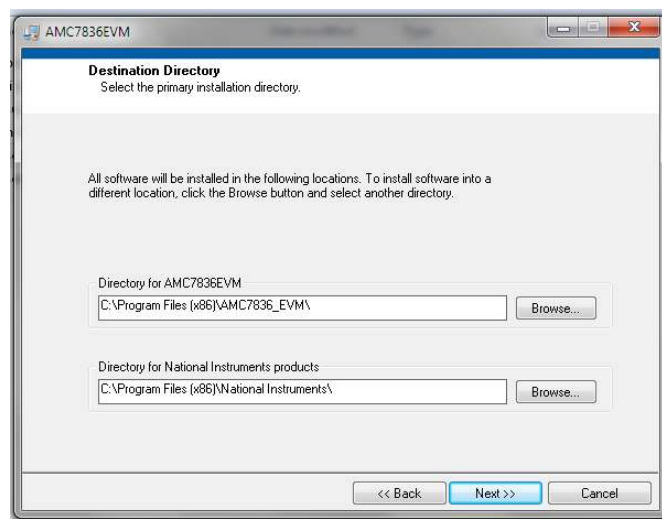 AMC7836EVM
Destination Directory
Select the primary installation directory.
All software will be installed in the following locations. To install software into a
different location, click the Browse button and select another directory.
Directory for AMC7836EVM
C:\Program Files (x86)\AMC7836_EVM\
Browse...
Directory for National Instruments products
C:\Program Files (x86)\National Instruments\
Browse...
<< Back
Next >>
Cancel